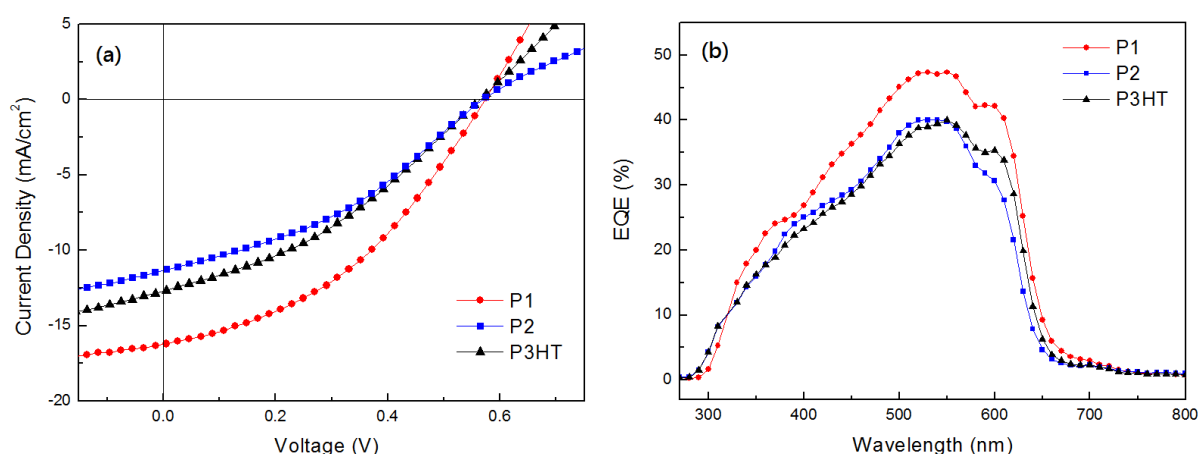 (a)
Current Density (mA/cm²)
5
0
-5
-10
-15
-20
P1
P2
P3HT
0.0
0.2
0.4
0.6
Voltage (V)
(b)
EQE (%)
50
40
30
20
10
0
P1
P2
P3HT
300
400
500
600
700
800
Wavelength (nm)